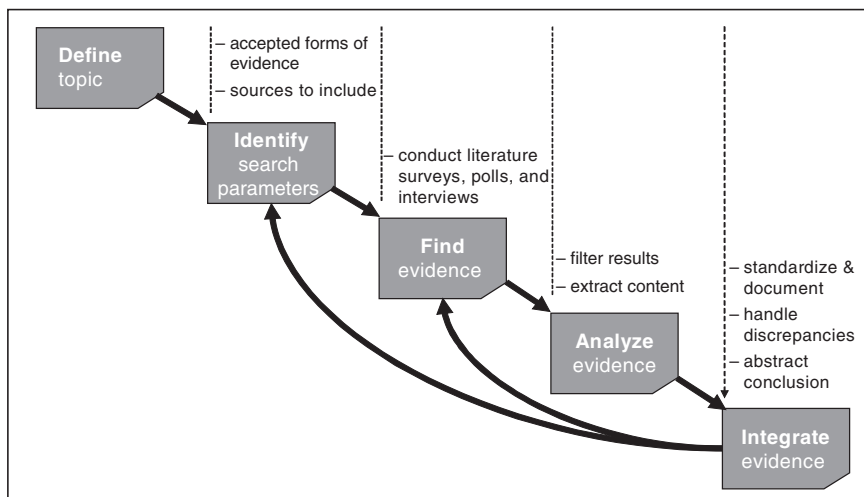 Define
topic
– accepted forms of
evidence
– sources to include
Identify
search
parameters
– conduct literature
surveys, polls, and
interviews
Find
evidence
– filter results
– extract content
Analyze
evidence
– standardize &
document
– handle
discrepancies
– abstract
conclusion
Integrate
evidence